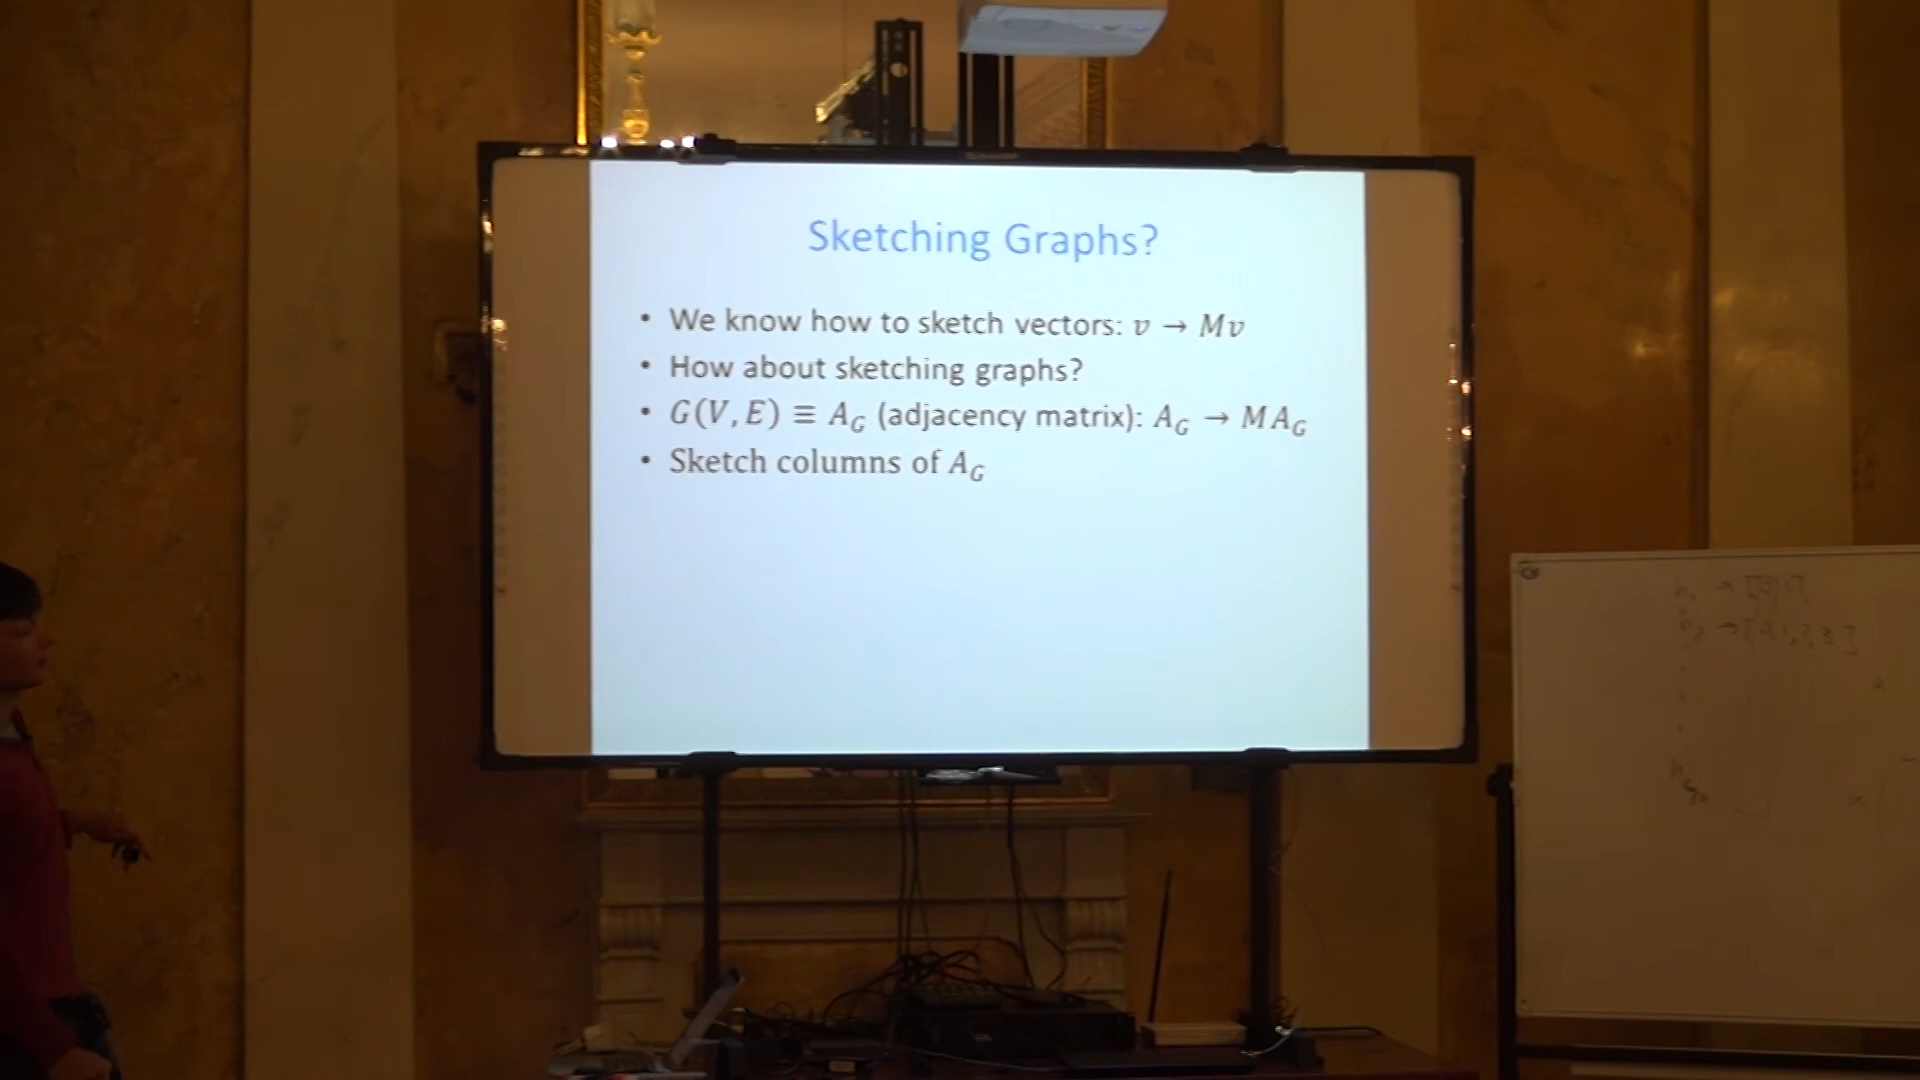 Sketching Graphs?
• We know how to sketch vectors: v → Mv
• How about sketching graphs?
• G(V, E) ≡ A_G (adjacency matrix): A_G → MA_G
• Sketch columns of A_G